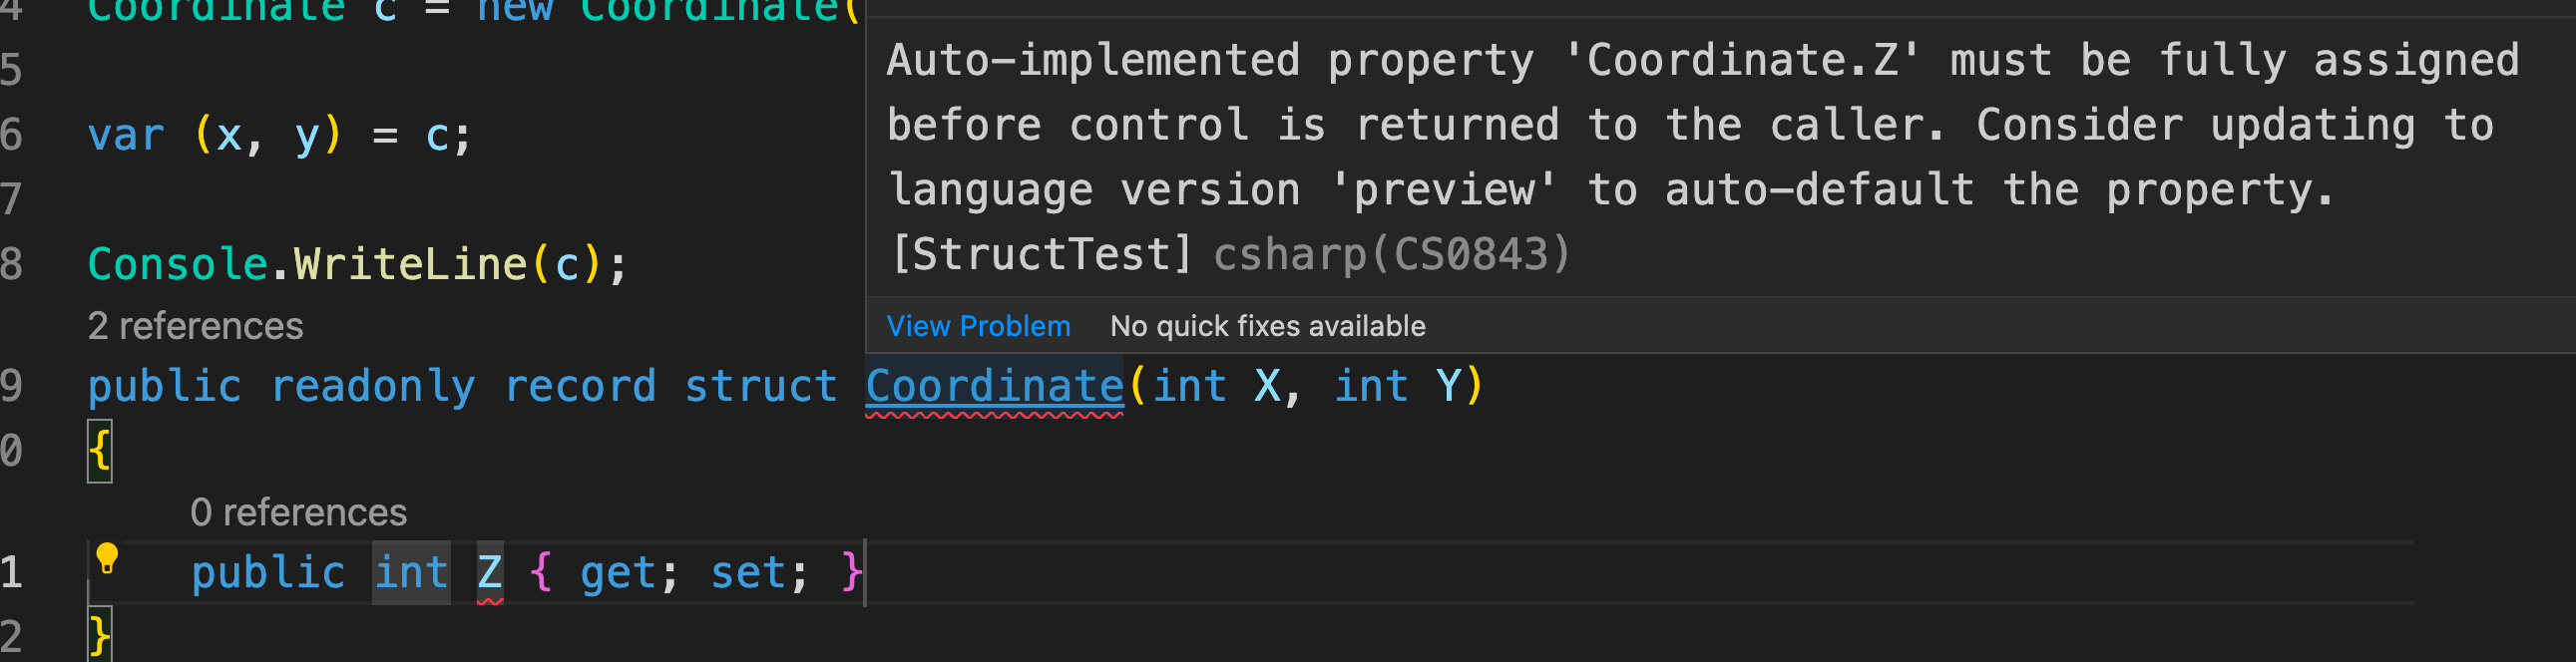 4 Coordinate c = new Coordinate(
Auto-implemented property 'Coordinate.Z' must be fully assigned
before control is returned to the caller. Consider updating to
language version 'preview' to auto-default the property.
[StructTest] csharp(CS0843)
View Problem No quick fixes available
5
6 var (x, y) = c;
7
8 Console.WriteLine(c);
2 references
9 public readonly record struct Coordinate(int X, int Y)
0 {
0 references
1 public int Z { get; set; }
2 }